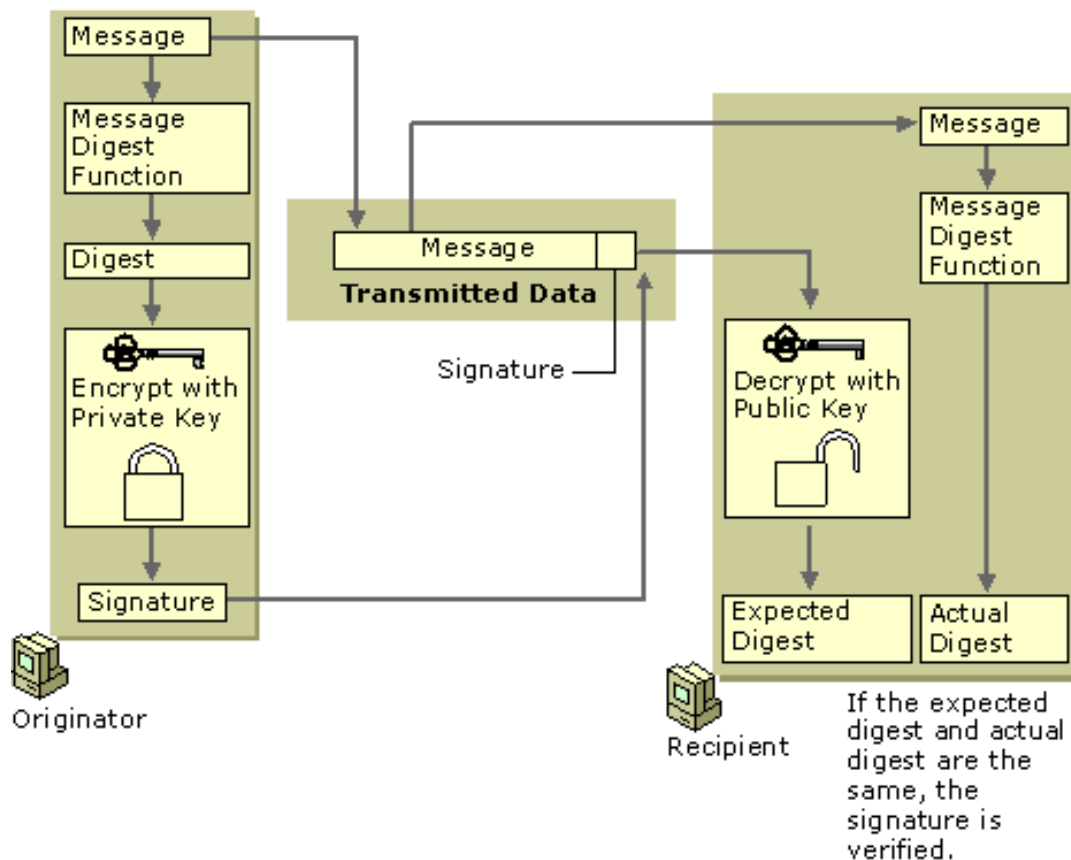 Message
Message
Digest
Function
Digest
Encrypt with
Private Key
Signature
Originator
Message
Transmitted Data
Signature
Message
Message
Digest
Function
Decrypt with
Public Key
Expected
Digest
Actual
Digest
Recipient
If the expected
digest and actual
digest are the
same, the
signature is
verified.